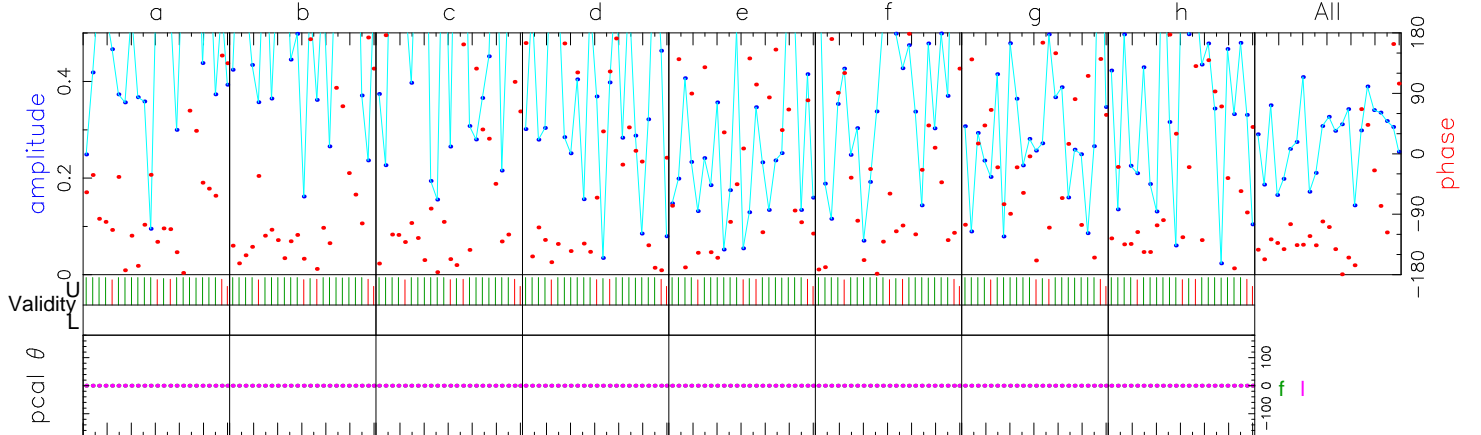 a b c d e f g h All
amplitude
0 0.2 0.4
180 90 0 −90 −180
phase
Validity
U
L
pcal θ
100 0 −100
f l